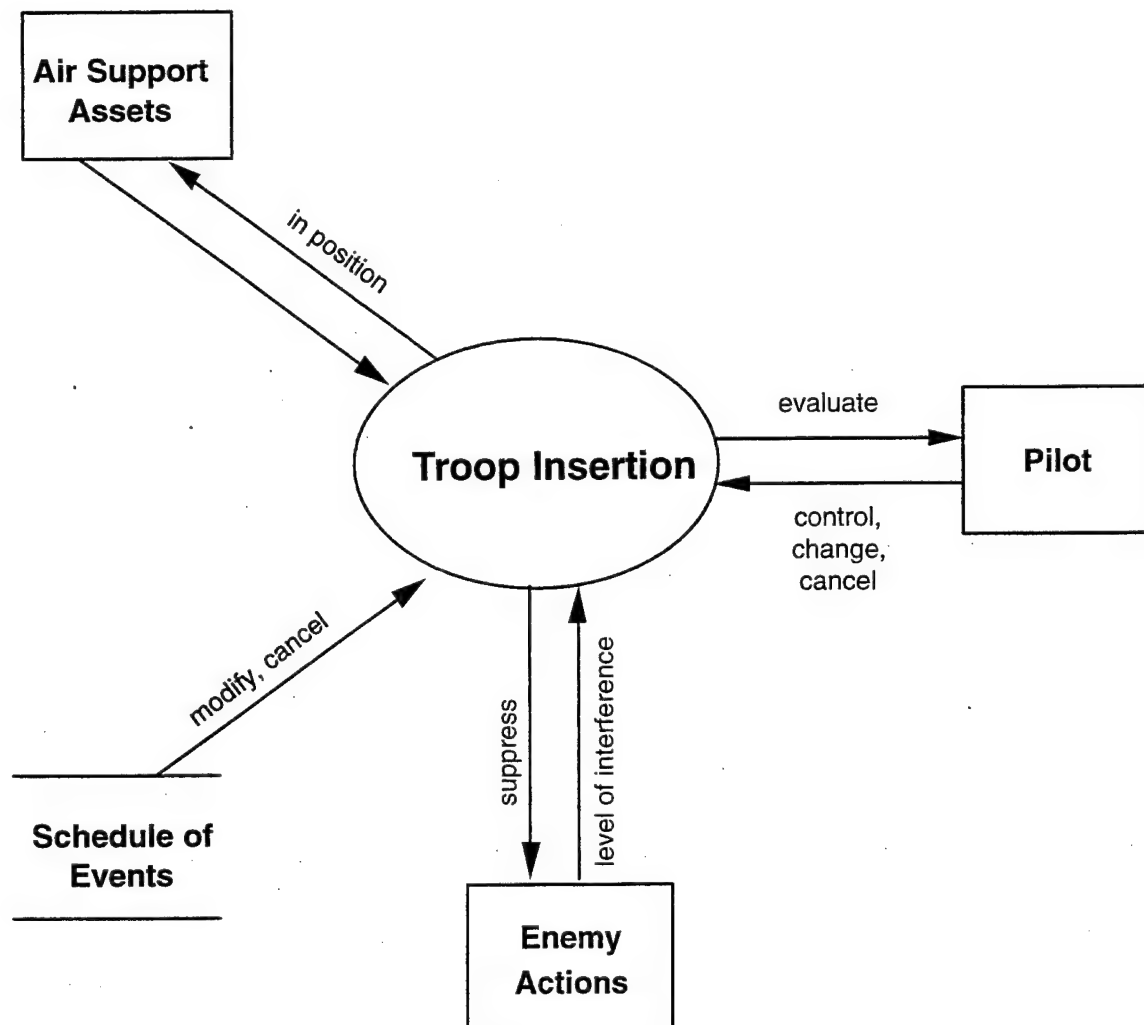 Air Support
Assets
in position
evaluate
Troop Insertion
Pilot
control,
change,
cancel
modify, cancel
suppress
level of interference
Schedule of
Events
Enemy
Actions